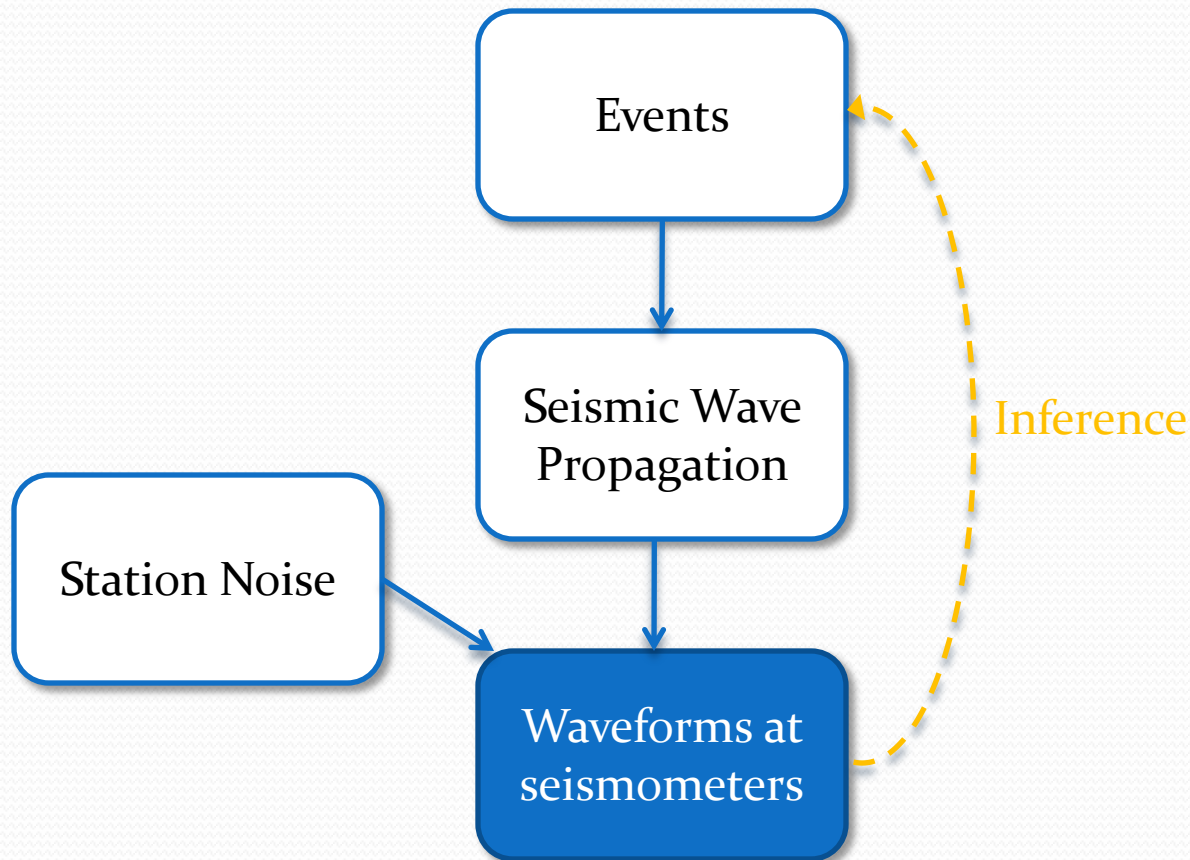 Events
Seismic Wave
Propagation
Inference
Station Noise
Waveforms at
seismometers